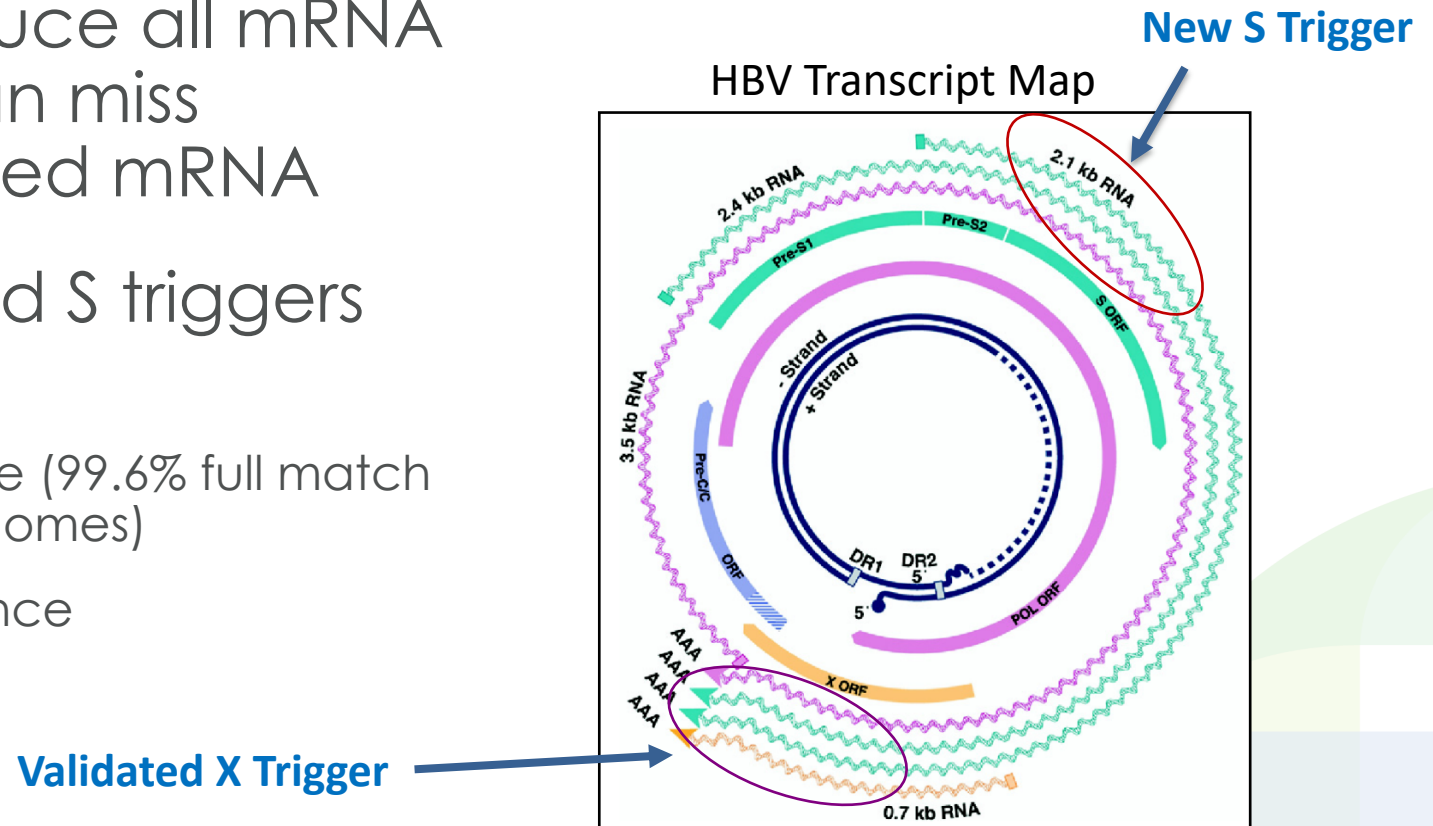 uce all mRNA
n miss
ed mRNA
d S triggers
e (99.6% full match
omes)
nce
New S Trigger
HBV Transcript Map
2.1 kb RNA
2.4 kb RNA
Pre-S1
Pre-S2
S ORF
- Strand
+ Strand
3.5 kb RNA
Pre-C/C
ORF
DR1
DR2
5'
5'
POL ORF
X ORF
AAA
AAA
AAA
AAA
Validated X Trigger
0.7 kb RNA